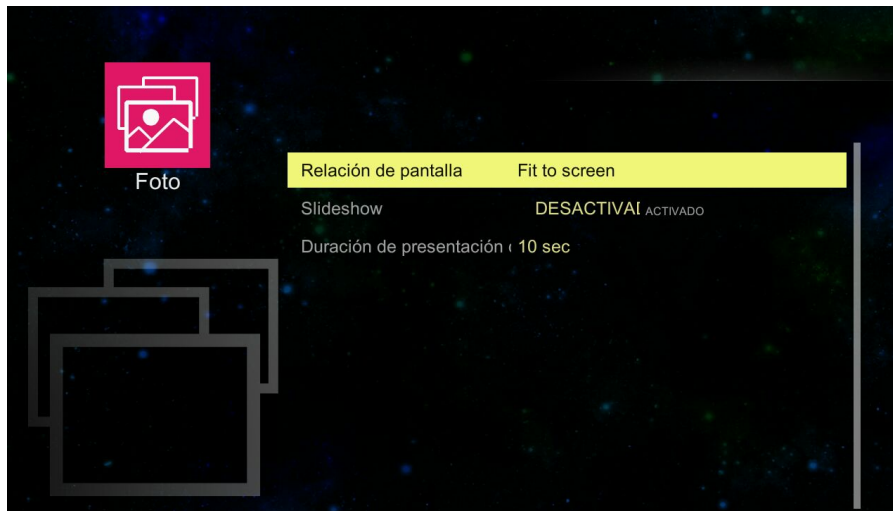 Foto
Relación de pantalla Fit to screen
Slideshow DESACTIVAI ACTIVADO
Duración de presentación 10 sec